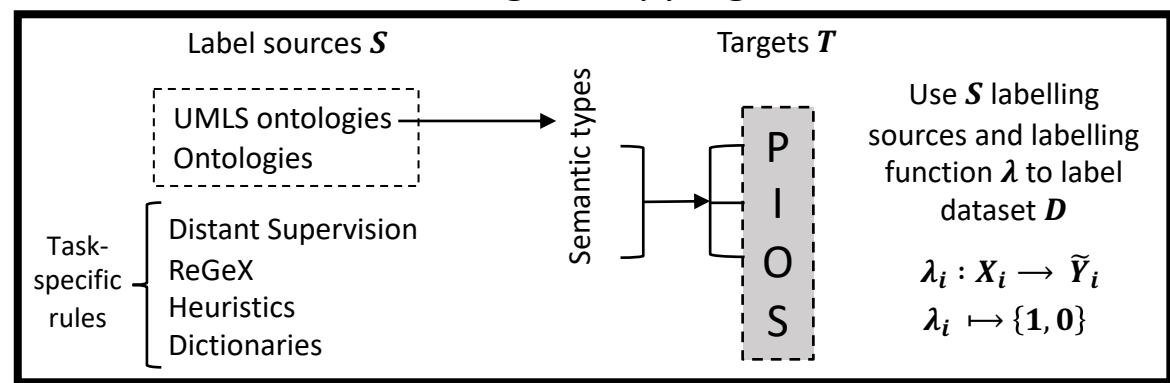 Label sources S
UMLS ontologies
Ontologies
Task-
specific
rules
Distant Supervision
ReGeX
Heuristics
Dictionaries
Semantic types
Targets T
P
I
O
S
Use S labelling
sources and labelling
function λ to label
dataset D
λᵢ : Xᵢ ⟶ Ỹᵢ
λᵢ ⟼ {1, 0}